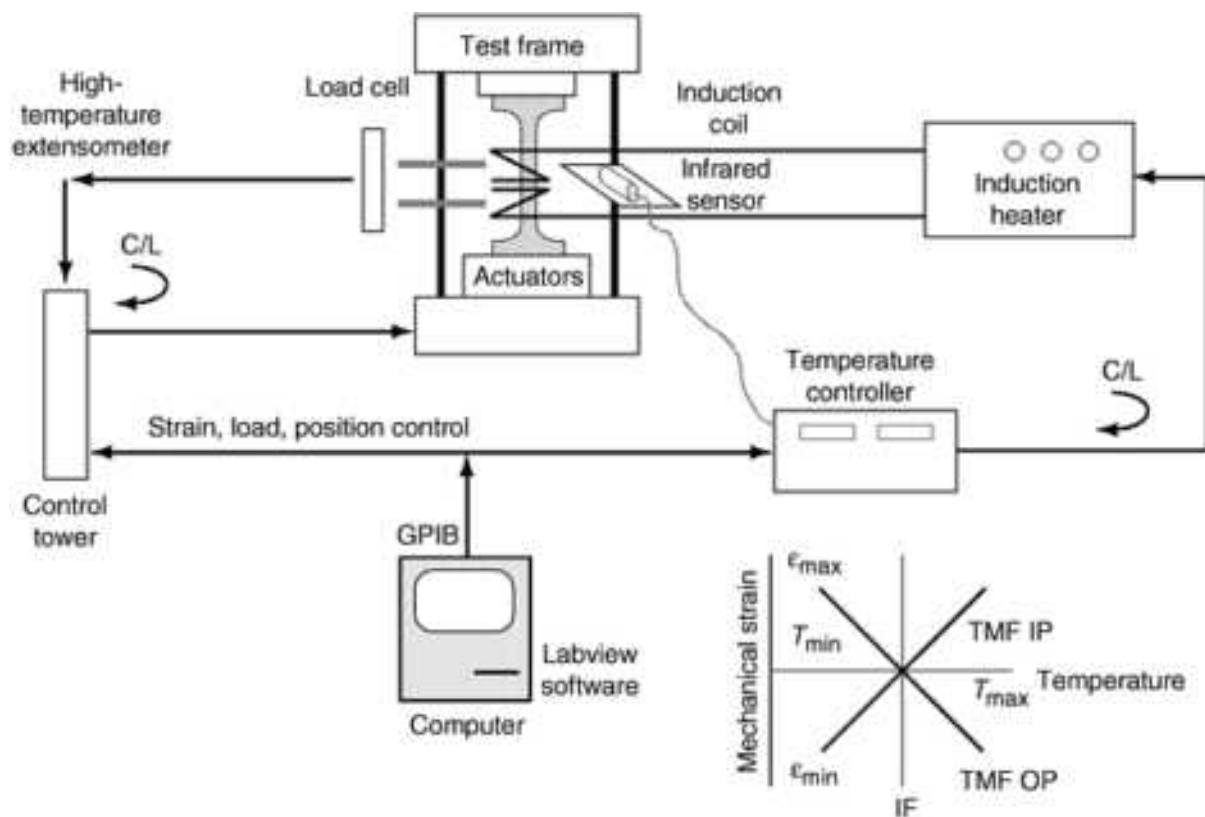 Test frame
High-
temperature
extensometer
Load cell
Induction
coil
Infrared
sensor
Induction
heater
C/L
Actuators
Temperature
controller
C/L
Strain, load, position control
Control
tower
GPIB
Labview
software
Computer
Mechanical strain
εmax
Tmin
TMF IP
Tmax
Temperature
εmin
TMF OP
IF